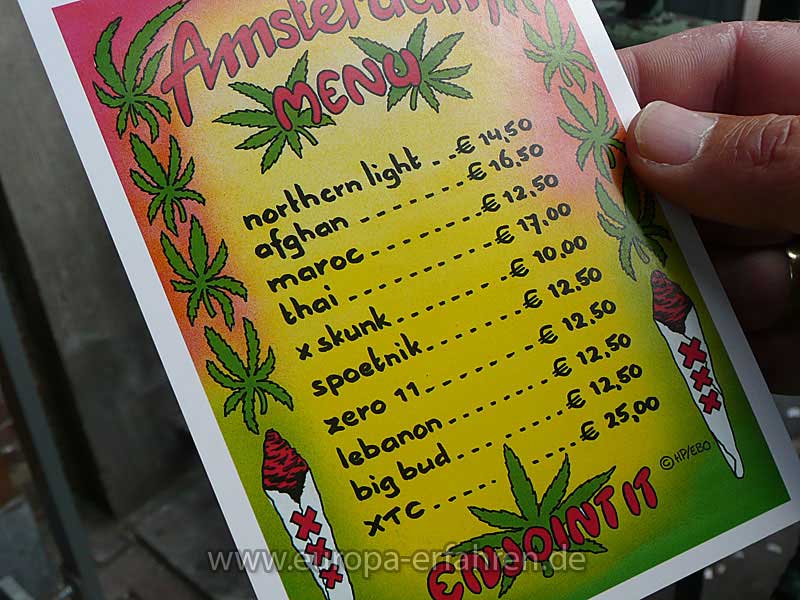 Amsterdam
MENU
northern light . . € 14,50
afghan - - - - - - - € 16,50
maroc - - - - - - - € 12,50
thai - - - - - - - - - € 17,00
x skunk - - - - - - - € 10,00
spoetnik - - - - - - € 12,50
zero 11 - - - - - - - € 12,50
lebanon - - - - - - € 12,50
big bud - - - - - - € 12,50
XTC - - - - - - - - - € 25,00
© HP/EBO
ENJOINT IT
XXX
XXX
www.europa-erfahren.de